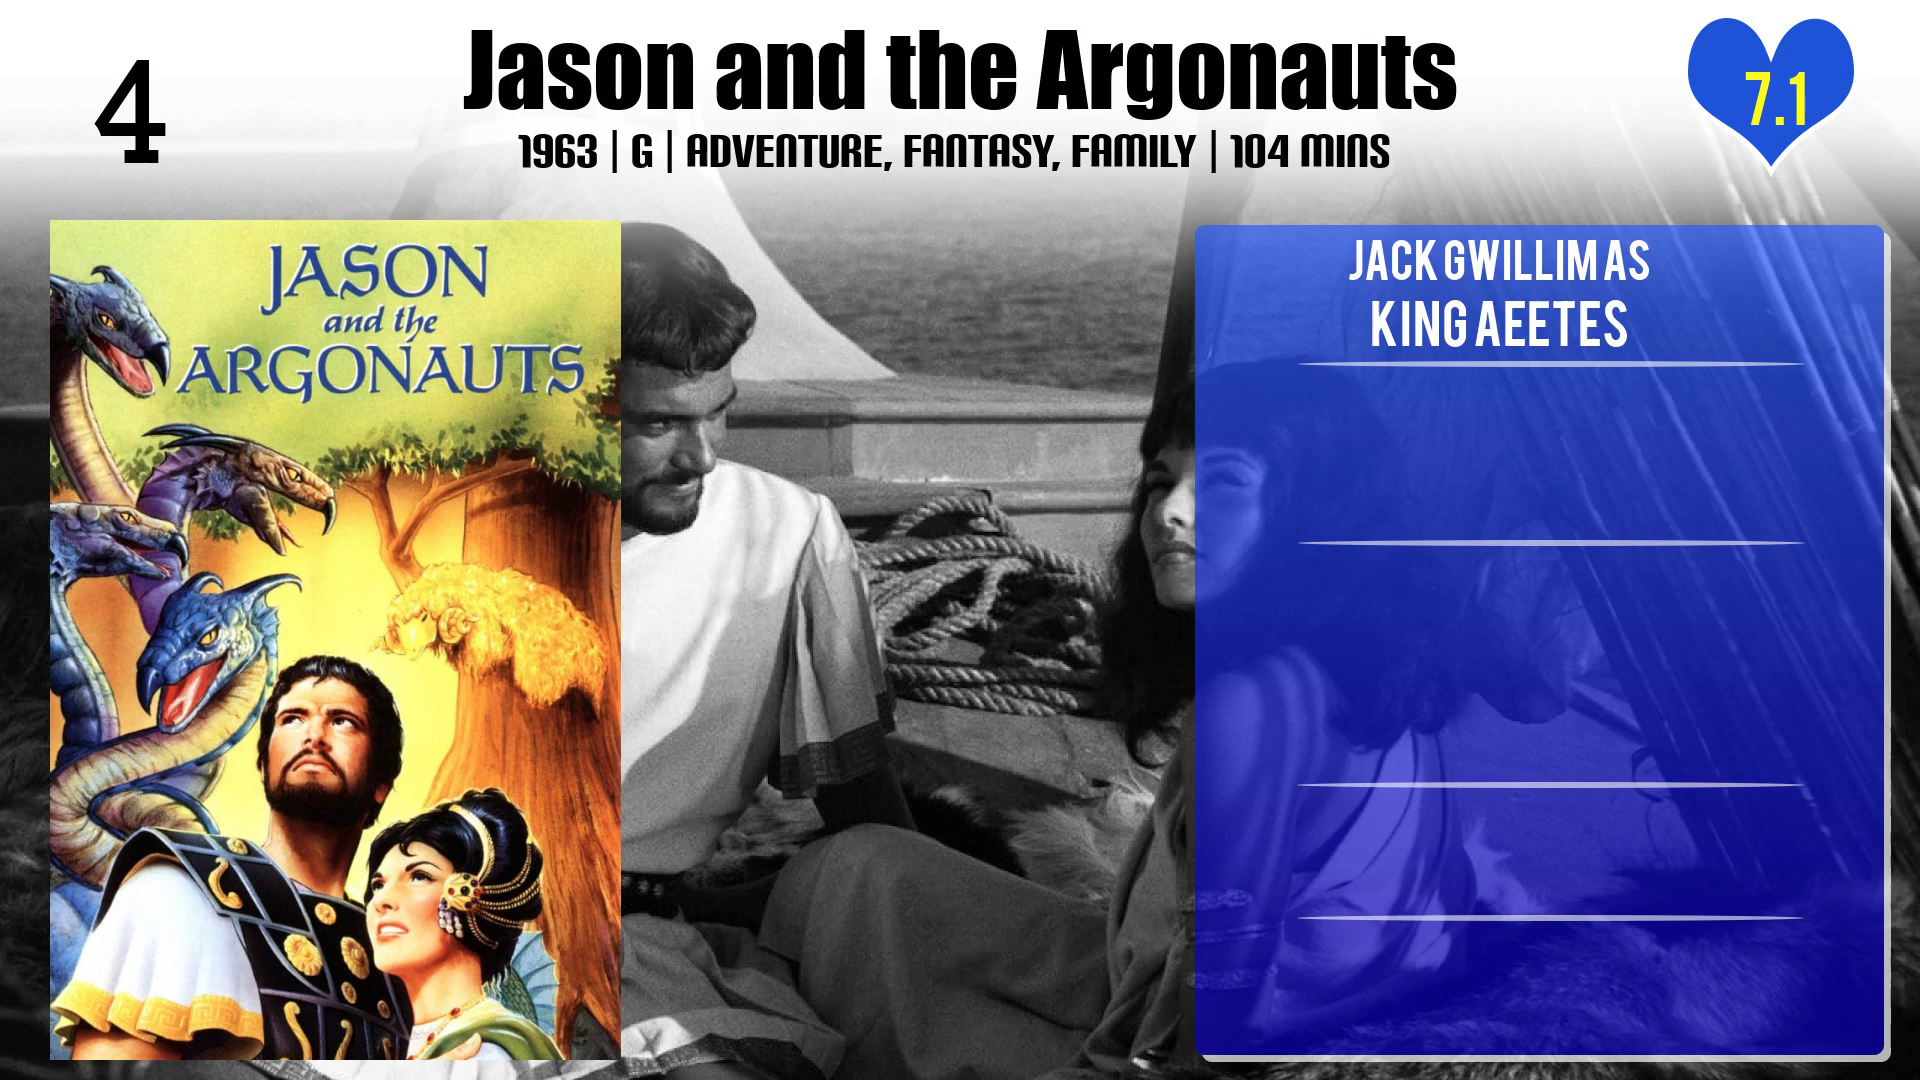 4
Jason and the Argonauts
7.1
1963 | G | ADVENTURE, FANTASY, FAMILY | 104 MINS
JASON
and the
ARGONAUTS
JACK GWILLIM AS
KING AEETES